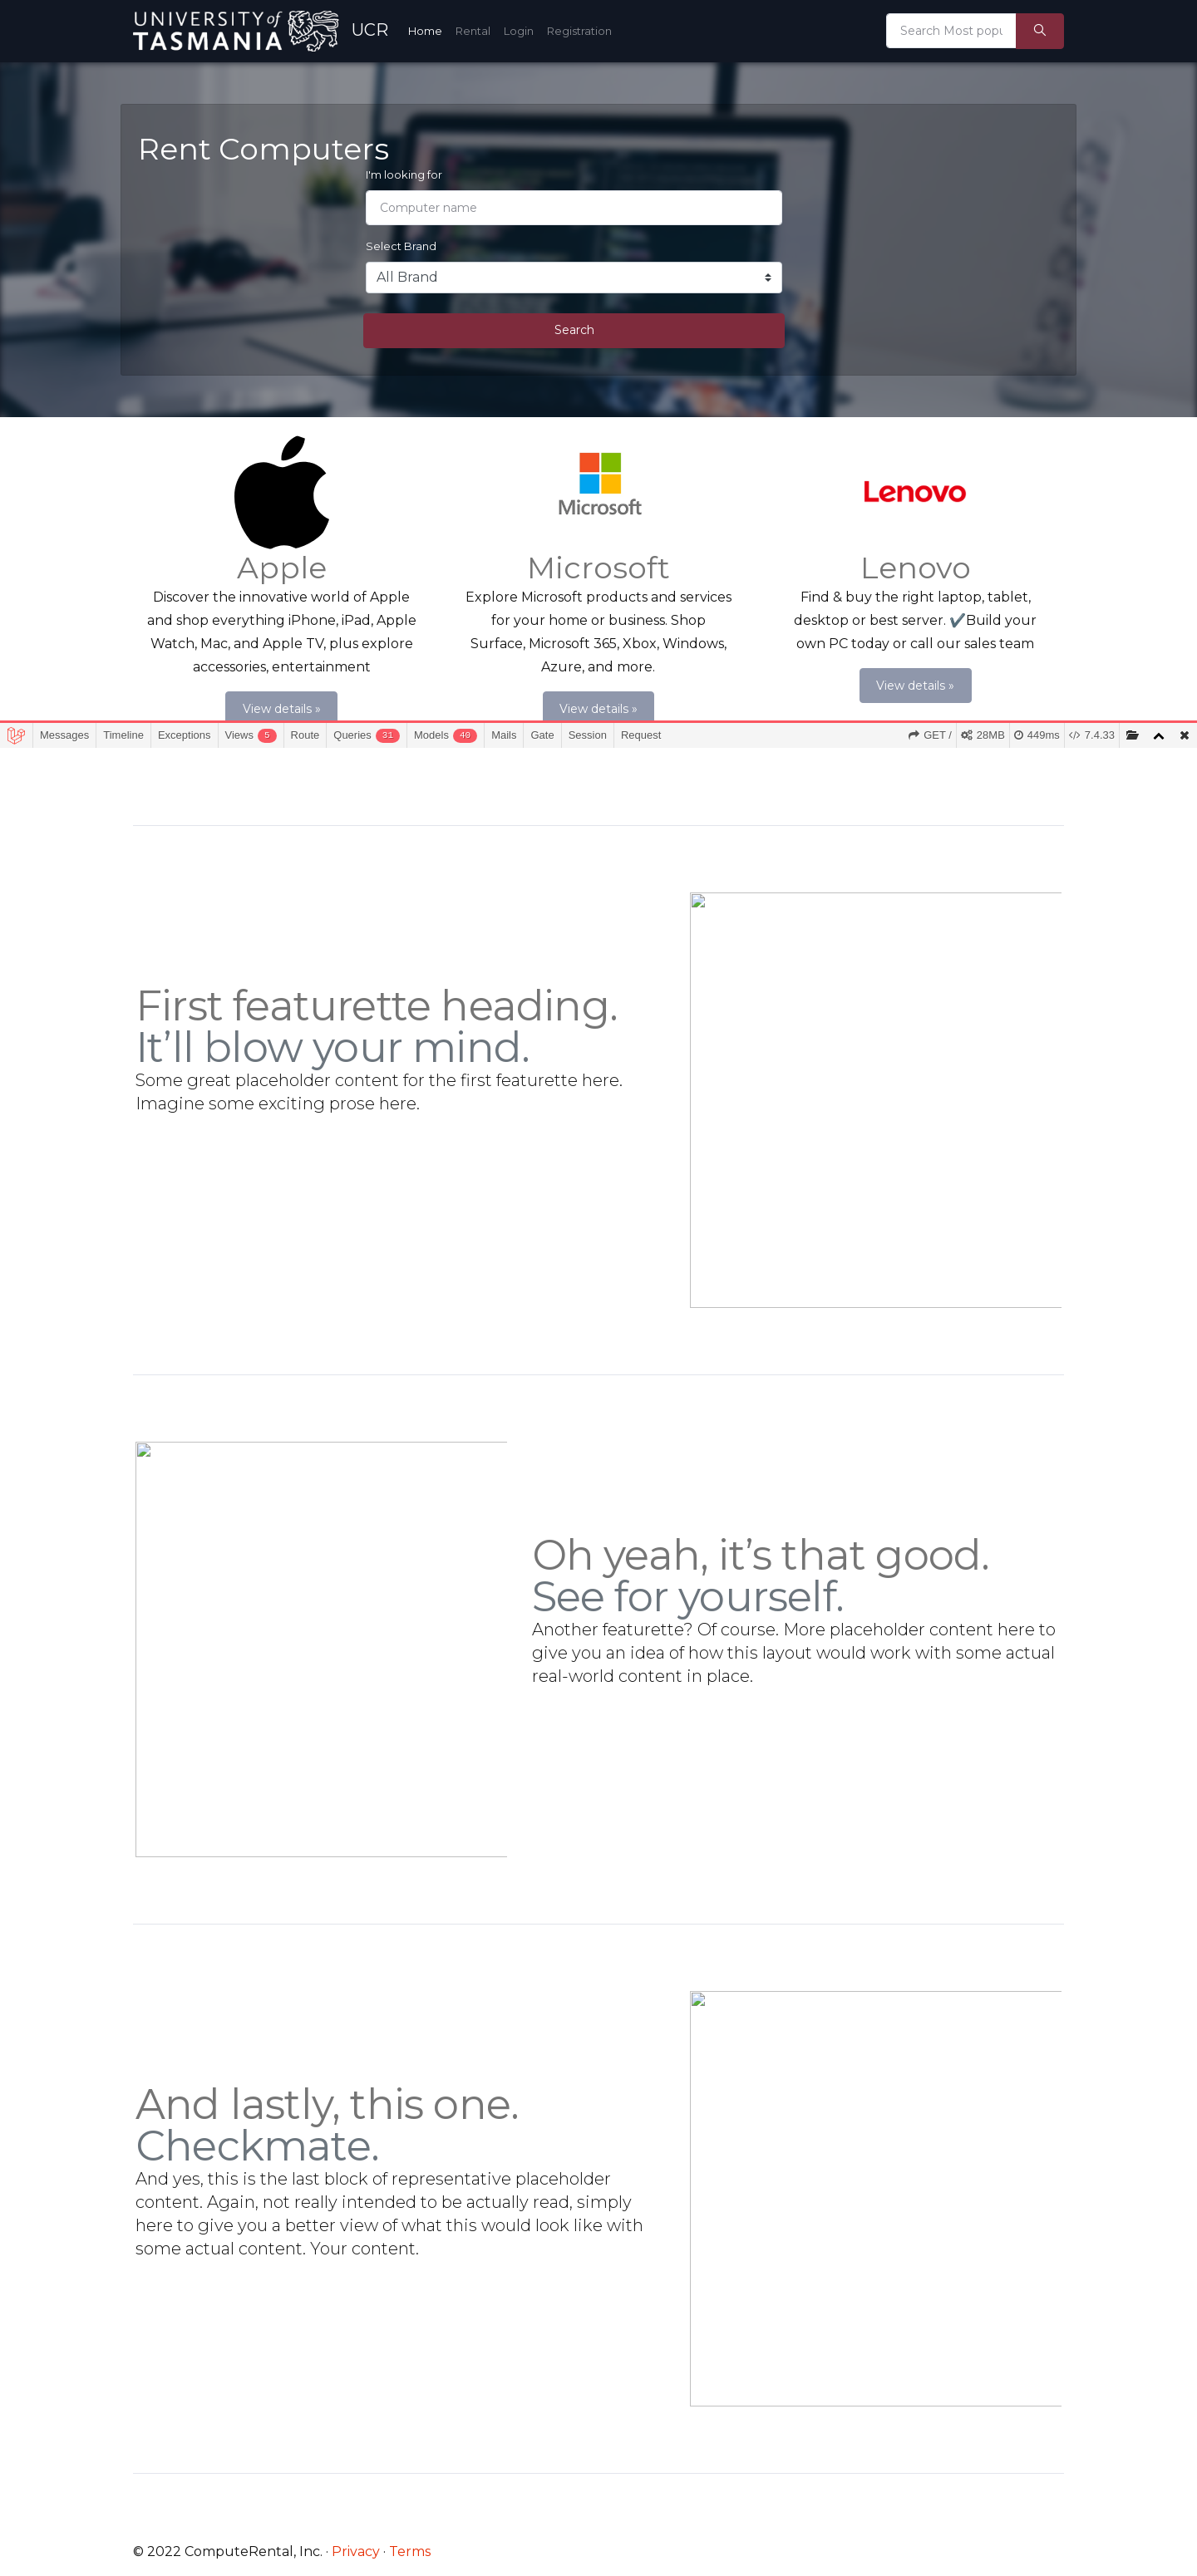 UNIVERSITY of
TASMANIA
UCR
Home
Rental
Login
Registration
Search Most popu
Rent Computers
I'm looking for
Computer name
Select Brand
All Brand
Search
Microsoft
Lenovo
Apple
Discover the innovative world of Apple
and shop everything iPhone, iPad, Apple
Watch, Mac, and Apple TV, plus explore
accessories, entertainment
View details »
Microsoft
Explore Microsoft products and services
for your home or business. Shop
Surface, Microsoft 365, Xbox, Windows,
Azure, and more.
View details »
Lenovo
Find & buy the right laptop, tablet,
desktop or best server. ✔️Build your
own PC today or call our sales team
View details »
Messages
Timeline
Exceptions
Views 5
Route
Queries 31
Models 40
Mails
Gate
Session
Request
GET /
28MB
449ms
7.4.33
First featurette heading.
It’ll blow your mind.
Some great placeholder content for the first featurette here.
Imagine some exciting prose here.
Oh yeah, it’s that good.
See for yourself.
Another featurette? Of course. More placeholder content here to
give you an idea of how this layout would work with some actual
real-world content in place.
And lastly, this one.
Checkmate.
And yes, this is the last block of representative placeholder
content. Again, not really intended to be actually read, simply
here to give you a better view of what this would look like with
some actual content. Your content.
© 2022 ComputeRental, Inc. · Privacy · Terms